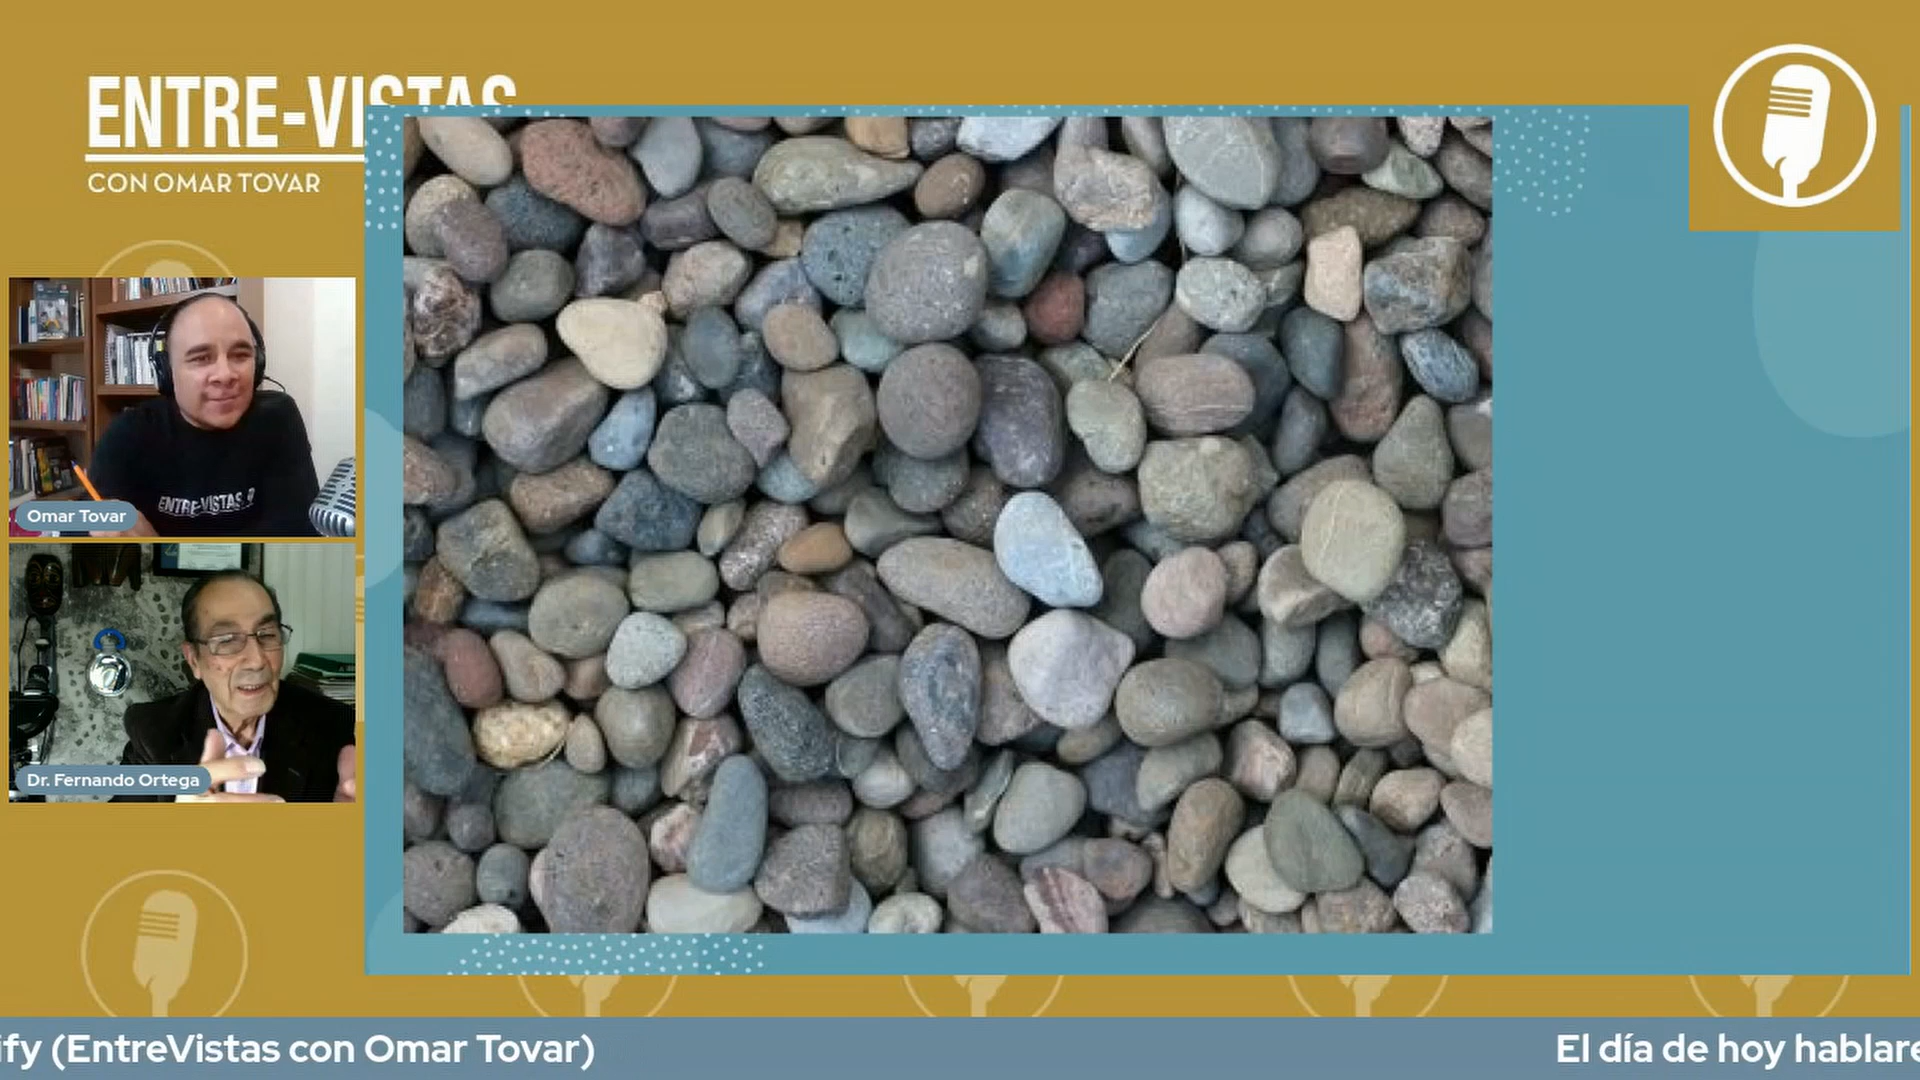 ENTRE-VISTAS
CON OMAR TOVAR
ENTRE-VISTAS
Omar Tovar
Dr. Fernando Ortega
ify (EntreVistas con Omar Tovar)
El día de hoy hablare